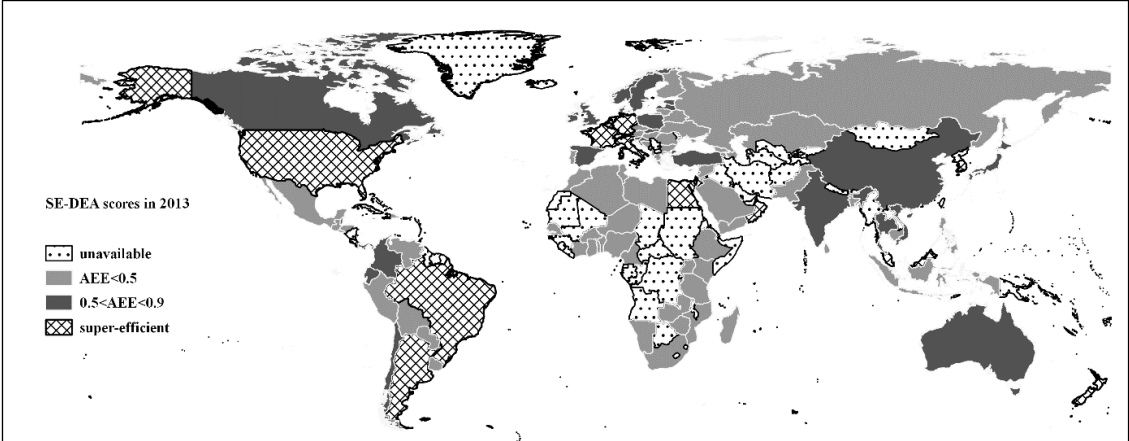 SE-DEA scores in 2013
unavailable
AEE<0.5
0.5<AEE<0.9
super-efficient